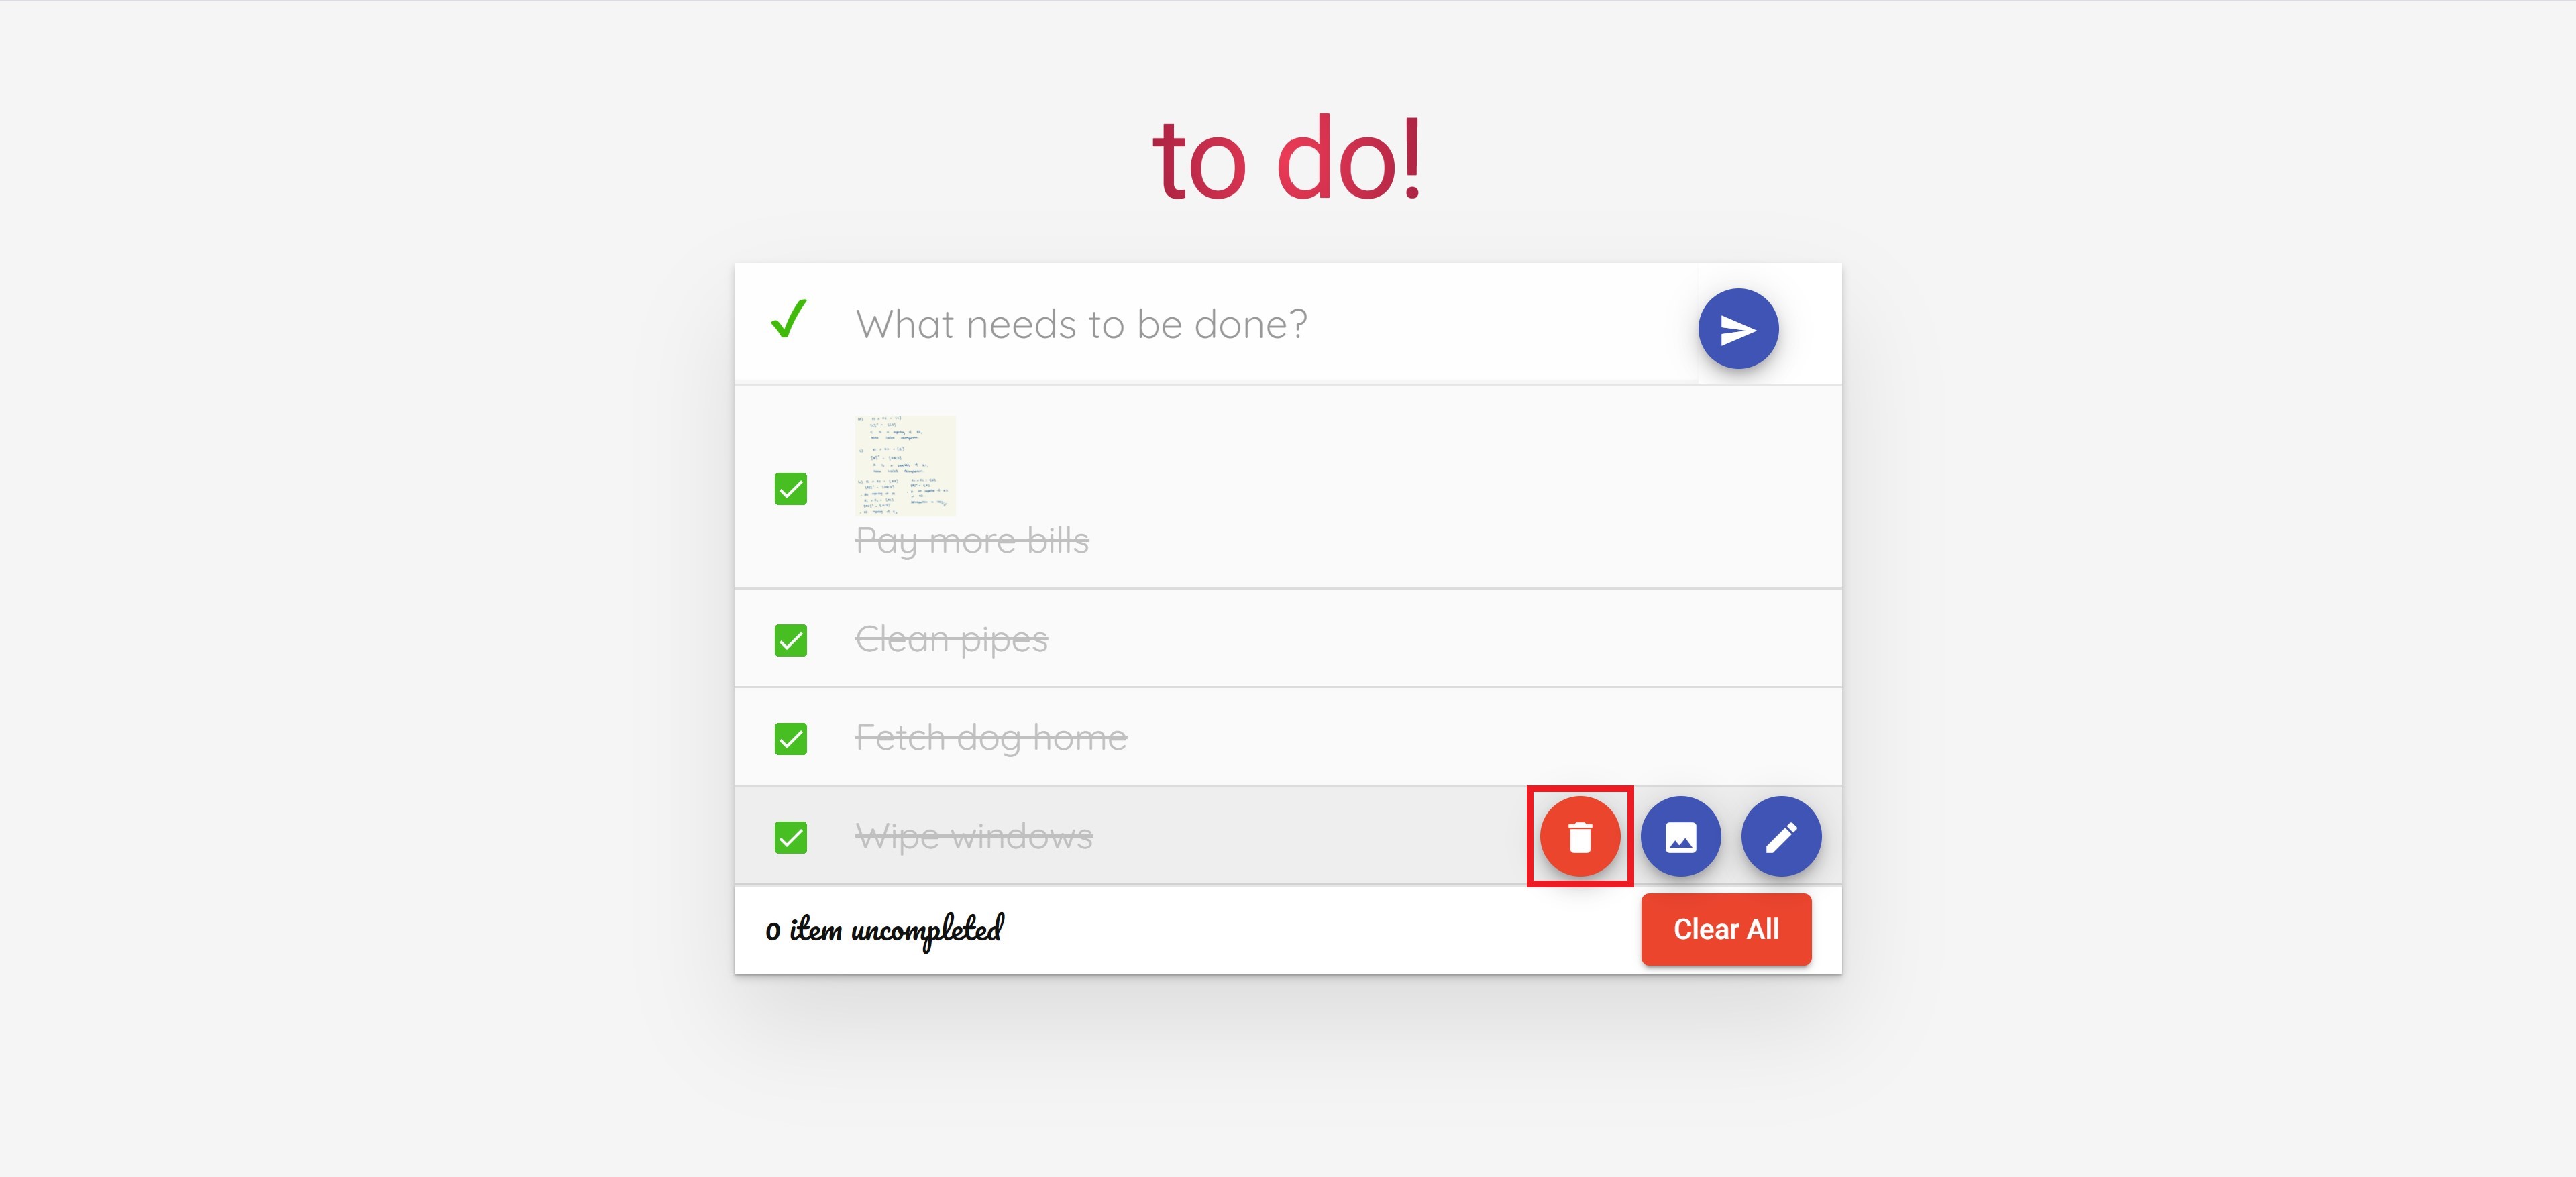 to do!
What needs to be done?
Pay more bills
Clean pipes
Fetch dog home
Wipe windows
0 item uncompleted
Clear All